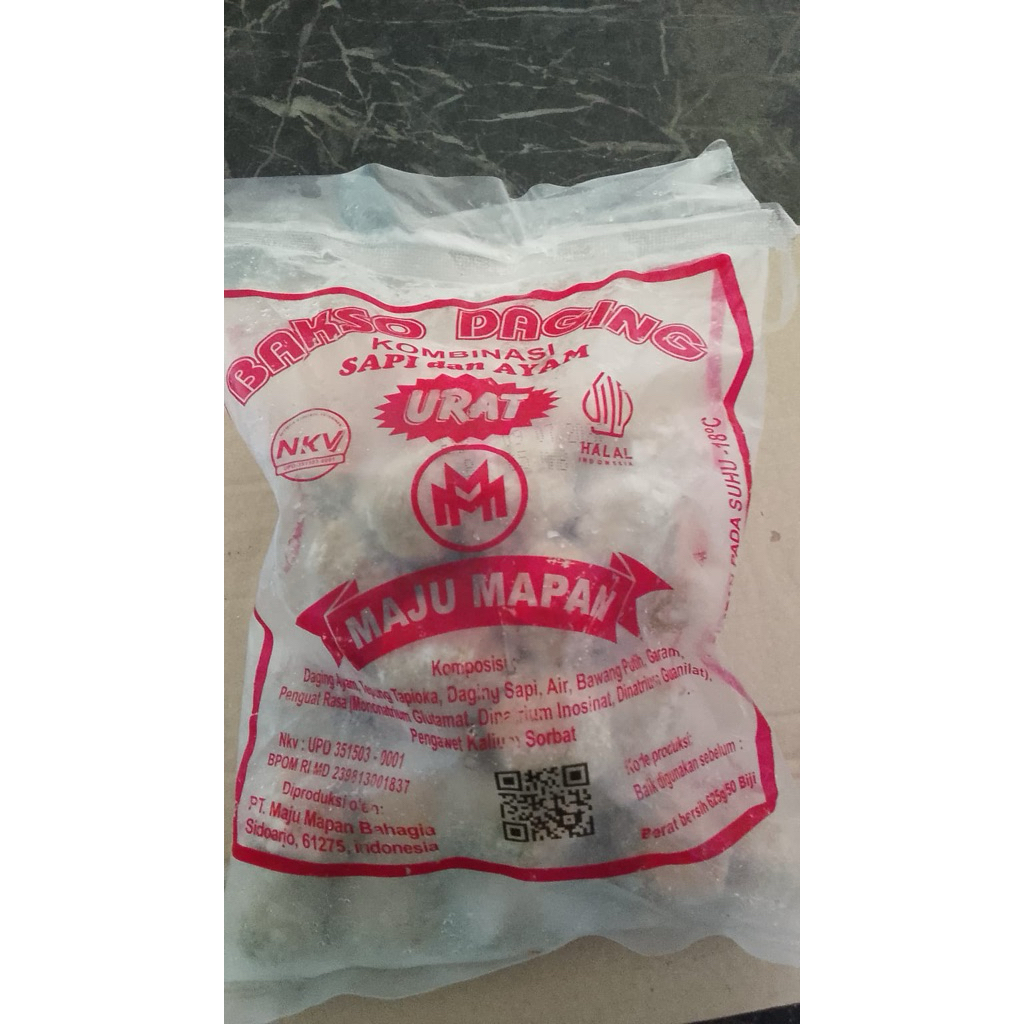 BAKSO DAGING
KOMBINASI
SAPI dan AYAM
URAT
NKV
HALAL
INDONESIA
MM
PADA SUHU -18°C
MAJU MAPAN
Komposisi :
Daging Ayam, Tepung Tapioka, Daging Sapi, Air, Bawang Putih, Garam,
Penguat Rasa (Mononatrium Glutamat, Dinatrium Inosinat, Dinatrium Guanilat),
Pengawet Kalium Sorbat
Nkv : UPD 351503 - 0001
BPOM RI MD 239813001837
Diproduksi oleh:
PT. Maju Mapan Bahagia
Sidoarjo, 61275, Indonesia
Kode produksi:
Baik digunakan sebelum :
Berat bersih 625g/50 Biji